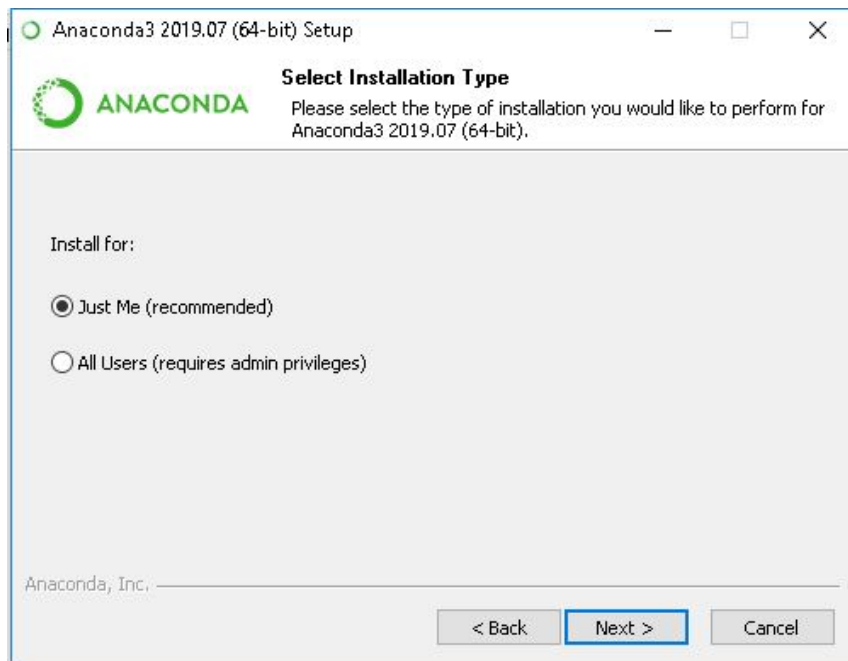 Anaconda3 2019.07 (64-bit) Setup
ANACONDA
Select Installation Type
Please select the type of installation you would like to perform for
Anaconda3 2019.07 (64-bit).
Install for:
Just Me (recommended)
All Users (requires admin privileges)
Anaconda, Inc.
< Back
Next >
Cancel